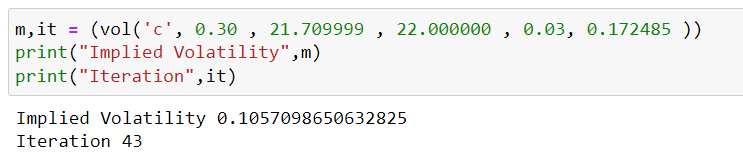 m,it = (vol('c', 0.30 , 21.709999 , 22.000000 , 0.03, 0.172485 ))
print("Implied Volatility",m)
print("Iteration",it)
Implied Volatility 0.1057098650632825
Iteration 43